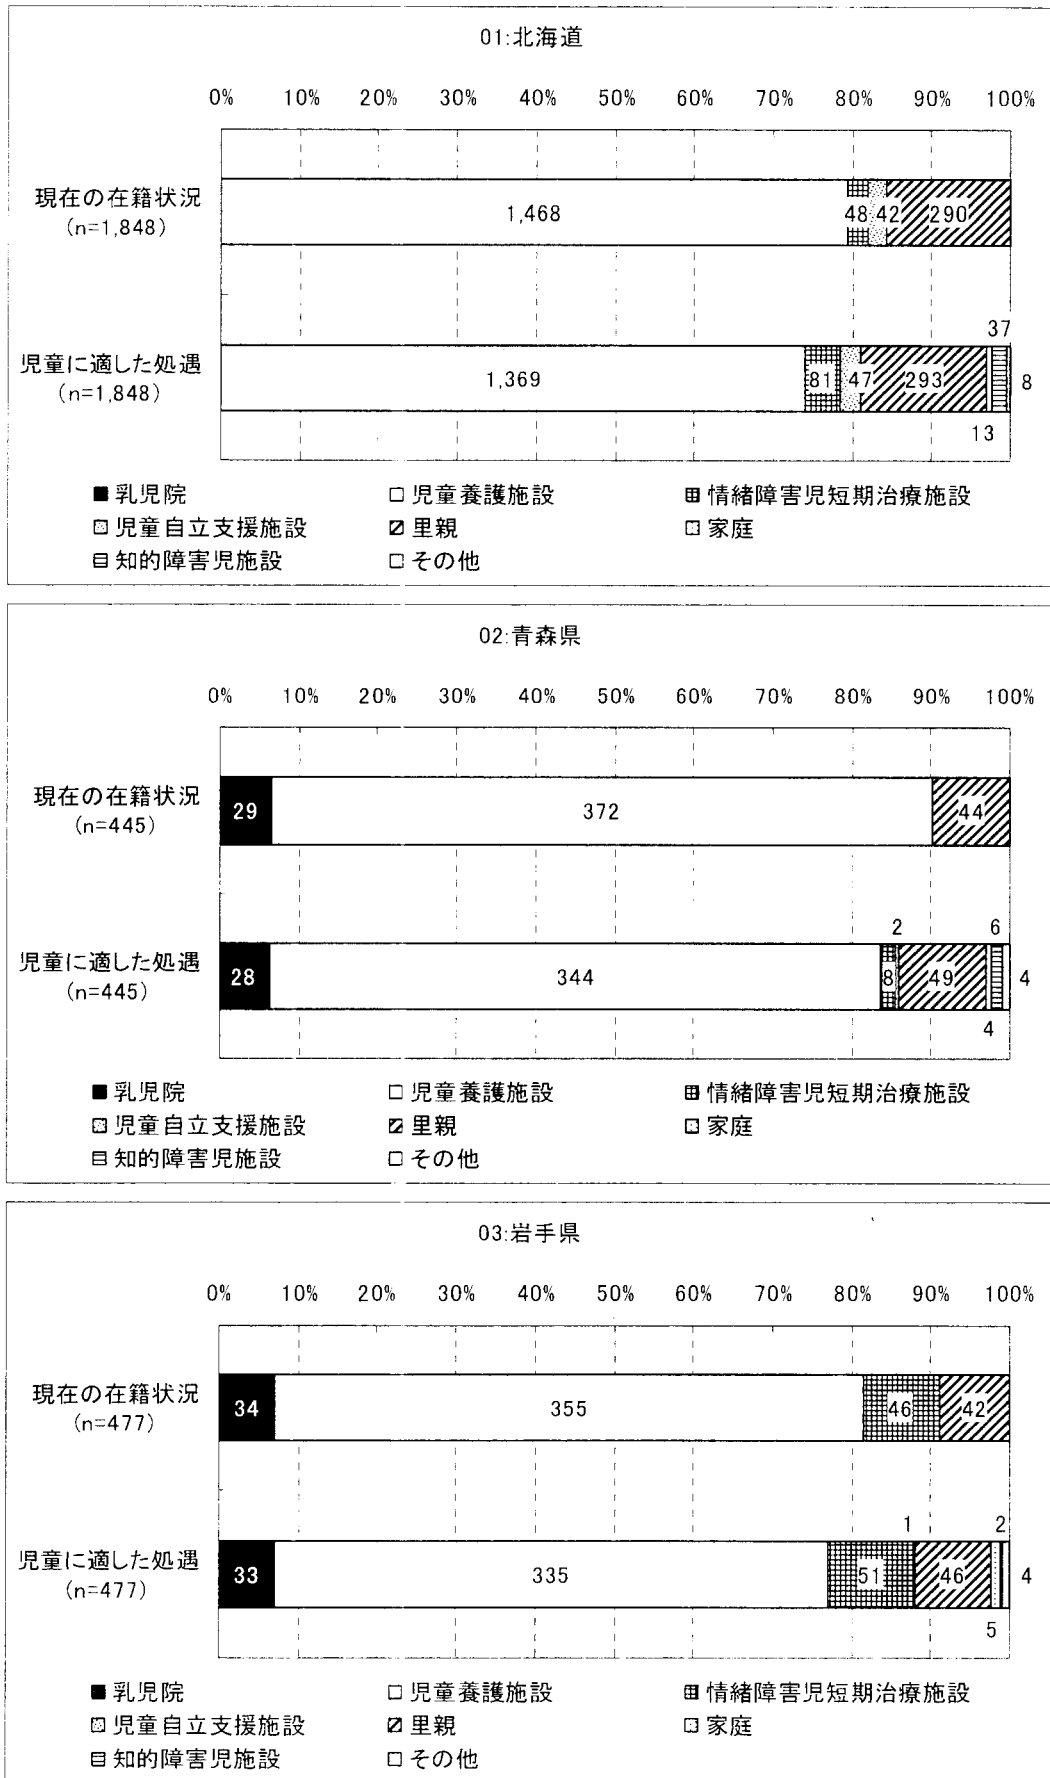 01:北海道
0% 10% 20% 30% 40% 50% 60% 70% 80% 90% 100%
現在の在籍状況
(n=1,848)
1,468 48 42 290
37
児童に適した処遇
(n=1,848)
1,369 81 47 293 8
13
■乳児院 □児童養護施設 情緒障害児短期治療施設
児童自立支援施設 里親 家庭
知的障害児施設 □その他
02:青森県
0% 10% 20% 30% 40% 50% 60% 70% 80% 90% 100%
現在の在籍状況
(n=445)
29 372 44
2 6
児童に適した処遇
(n=445)
28 344 8 49 4
4
■乳児院 □児童養護施設 情緒障害児短期治療施設
児童自立支援施設 里親 家庭
知的障害児施設 □その他
03:岩手県
0% 10% 20% 30% 40% 50% 60% 70% 80% 90% 100%
現在の在籍状況
(n=477)
34 355 46 42
1 2
児童に適した処遇
(n=477)
33 335 51 46 4
5
■乳児院 □児童養護施設 情緒障害児短期治療施設
児童自立支援施設 里親 家庭
知的障害児施設 □その他